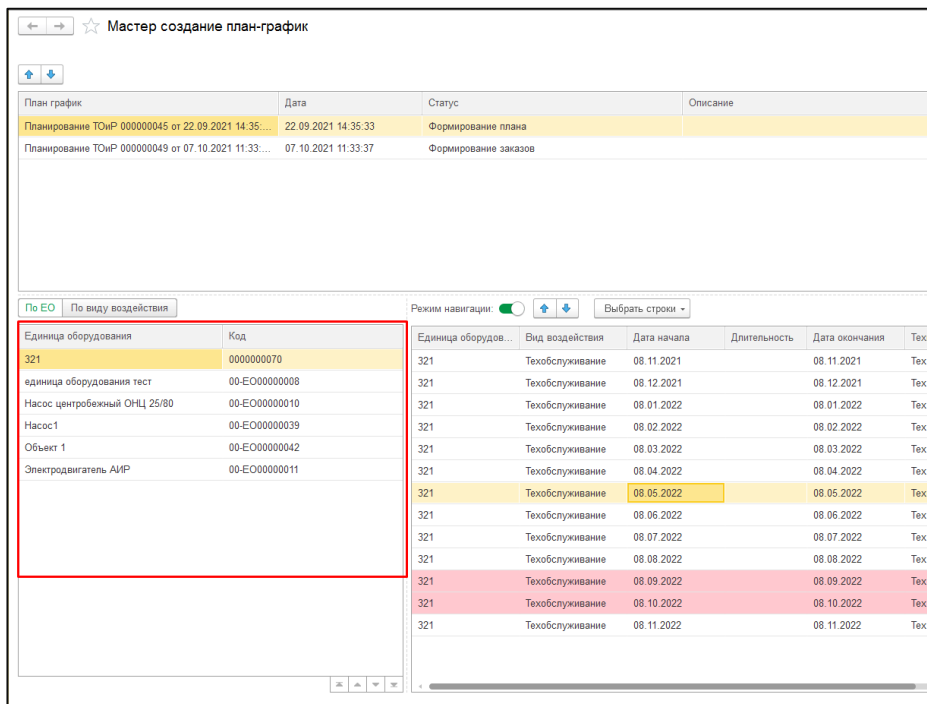 Мастер создание план-график
План график Дата Статус Описание
Планирование ТОиР 000000045 от 22.09.2021 14:35:... 22.09.2021 14:35:33 Формирование плана
Планирование ТОиР 000000049 от 07.10.2021 11:33:... 07.10.2021 11:33:37 Формирование заказов
По ЕО По виду воздействия
Единица оборудования Код
321 0000000070
единица оборудования тест 00-ЕО00000008
Насос центробежный ОНЦ 25/80 00-ЕО00000010
Насос1 00-ЕО00000039
Объект 1 00-ЕО00000042
Электродвигатель АИР 00-ЕО00000011
Режим навигации: Выбрать строки
Единица оборудов... Вид воздействия Дата начала Длительность Дата окончания Тех
321 Техобслуживание 08.11.2021 08.11.2021 Тех
321 Техобслуживание 08.12.2021 08.12.2021 Тех
321 Техобслуживание 08.01.2022 08.01.2022 Тех
321 Техобслуживание 08.02.2022 08.02.2022 Тех
321 Техобслуживание 08.03.2022 08.03.2022 Тех
321 Техобслуживание 08.04.2022 08.04.2022 Тех
321 Техобслуживание 08.05.2022 08.05.2022 Тех
321 Техобслуживание 08.06.2022 08.06.2022 Тех
321 Техобслуживание 08.07.2022 08.07.2022 Тех
321 Техобслуживание 08.08.2022 08.08.2022 Тех
321 Техобслуживание 08.09.2022 08.09.2022 Тех
321 Техобслуживание 08.10.2022 08.10.2022 Тех
321 Техобслуживание 08.11.2022 08.11.2022 Тех